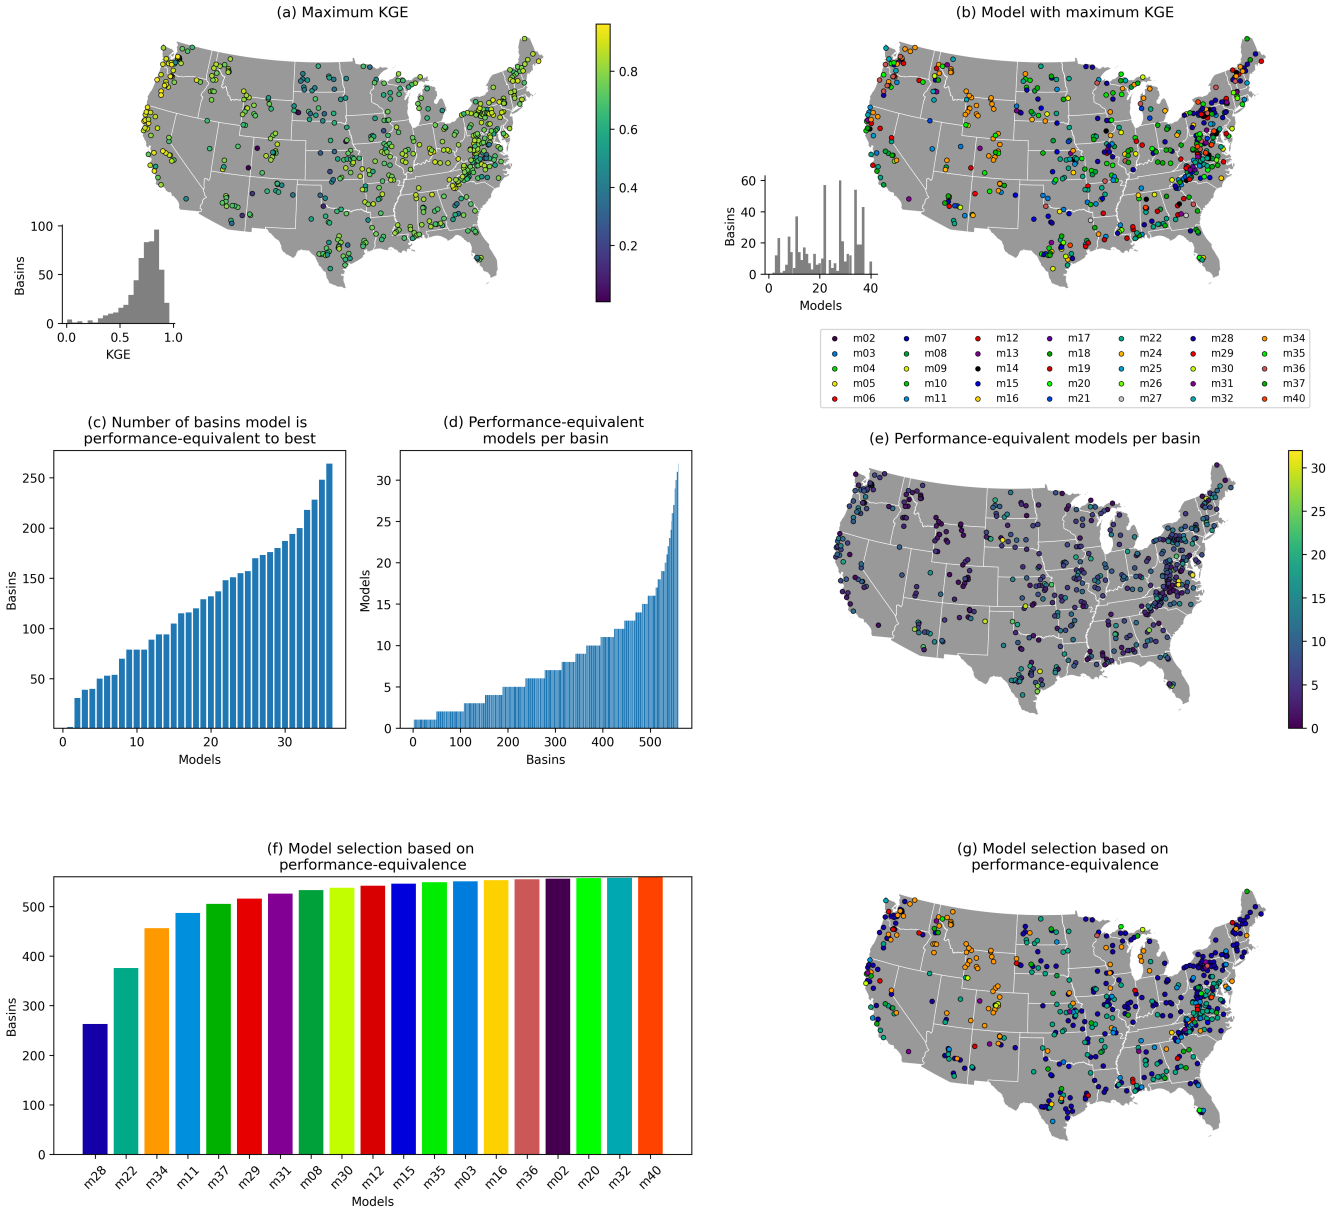 (a) Maximum KGE
0.8
0.6
0.4
0.2
100
50
0
Basins
0.0 0.5 1.0
KGE
(b) Model with maximum KGE
60
40
20
0
Basins
0 20 40
Models
m02 m07 m12 m17 m22 m28 m34
m03 m08 m13 m18 m24 m29 m35
m04 m09 m14 m19 m25 m30 m36
m05 m10 m15 m20 m26 m31 m37
m06 m11 m16 m21 m27 m32 m40
(c) Number of basins model is
performance-equivalent to best
250
200
150
100
50
Basins
0 10 20 30
Models
(d) Performance-equivalent
models per basin
30
25
20
15
10
5
0
Models
0 100 200 300 400 500
Basins
(e) Performance-equivalent models per basin
30
25
20
15
10
5
0
(f) Model selection based on
performance-equivalence
500
400
300
200
100
0
Basins
m28 m22 m34 m11 m37 m29 m31 m08 m30 m12 m15 m35 m03 m16 m36 m02 m20 m32 m40
Models
(g) Model selection based on
performance-equivalence